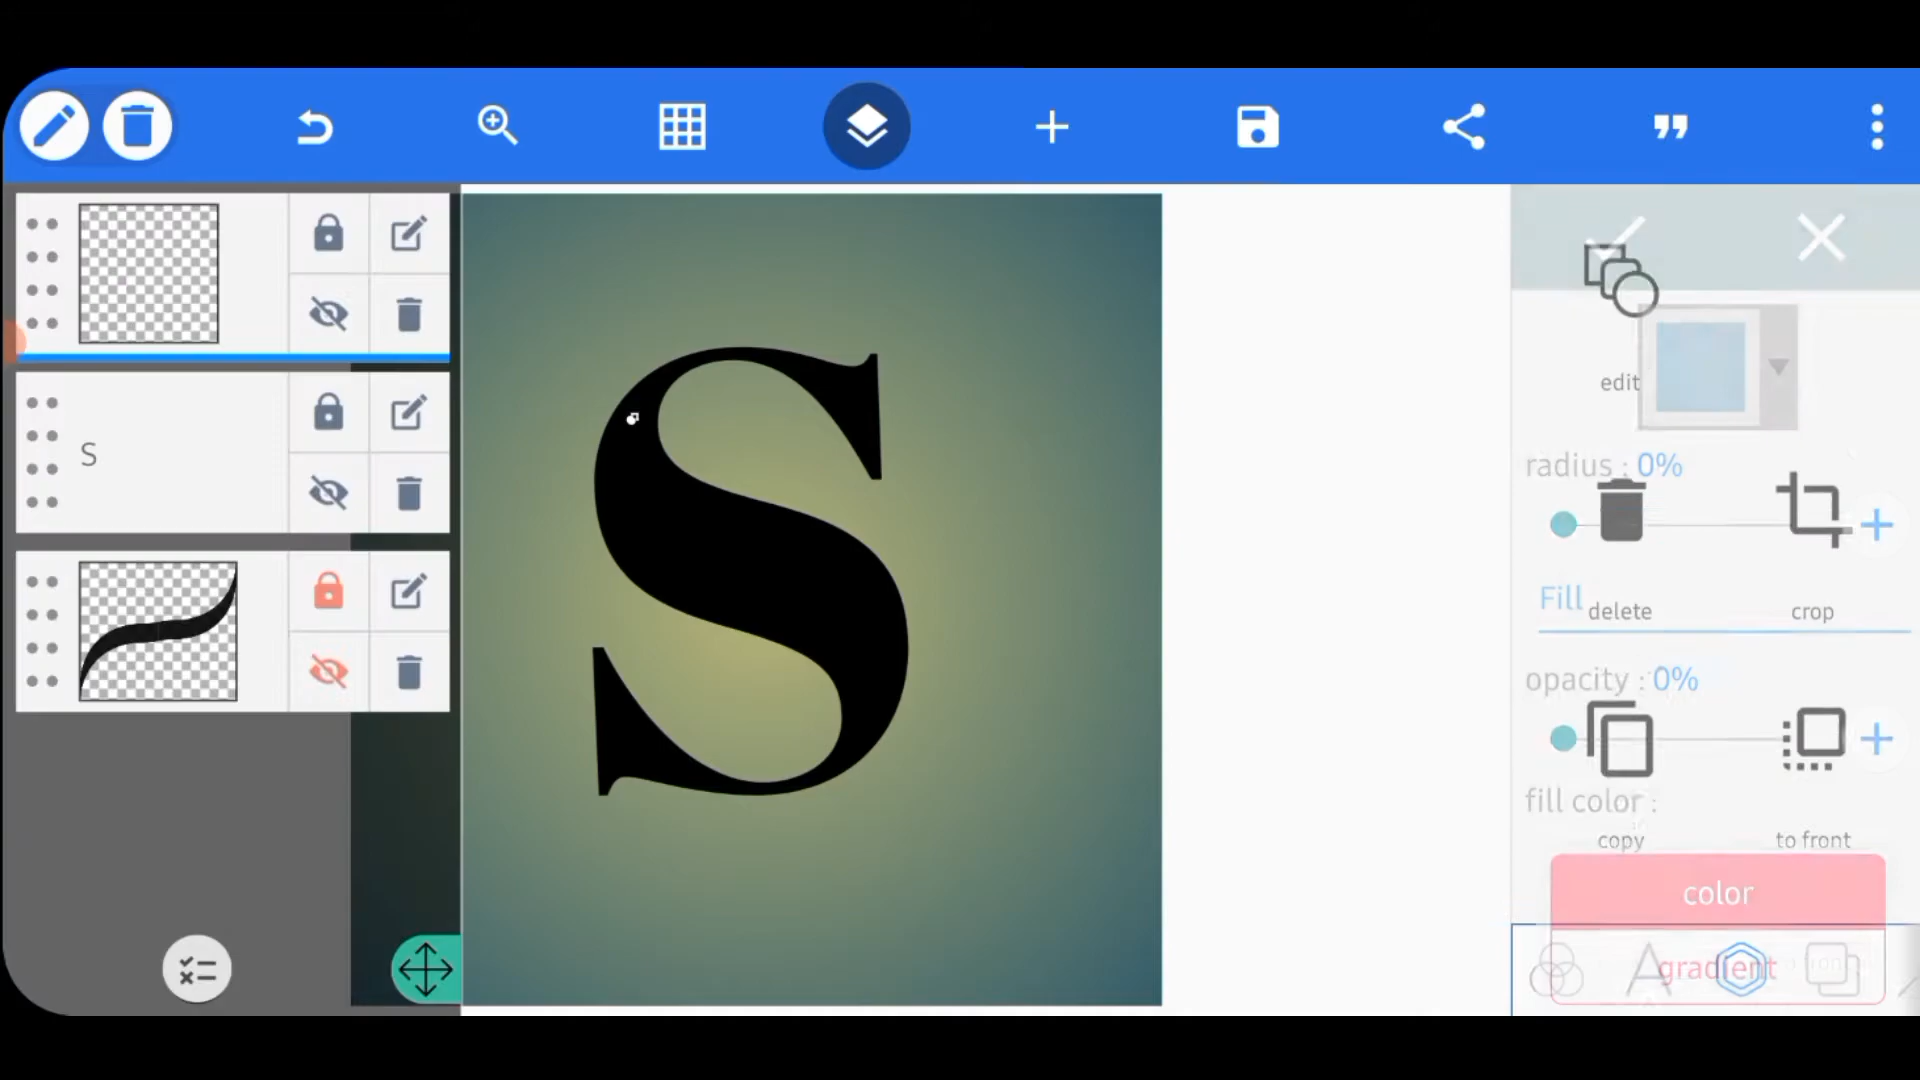 S
S
edit
radius : 0%
Fill
delete
crop
opacity : 0%
fill color :
copy
to front
color
gradient